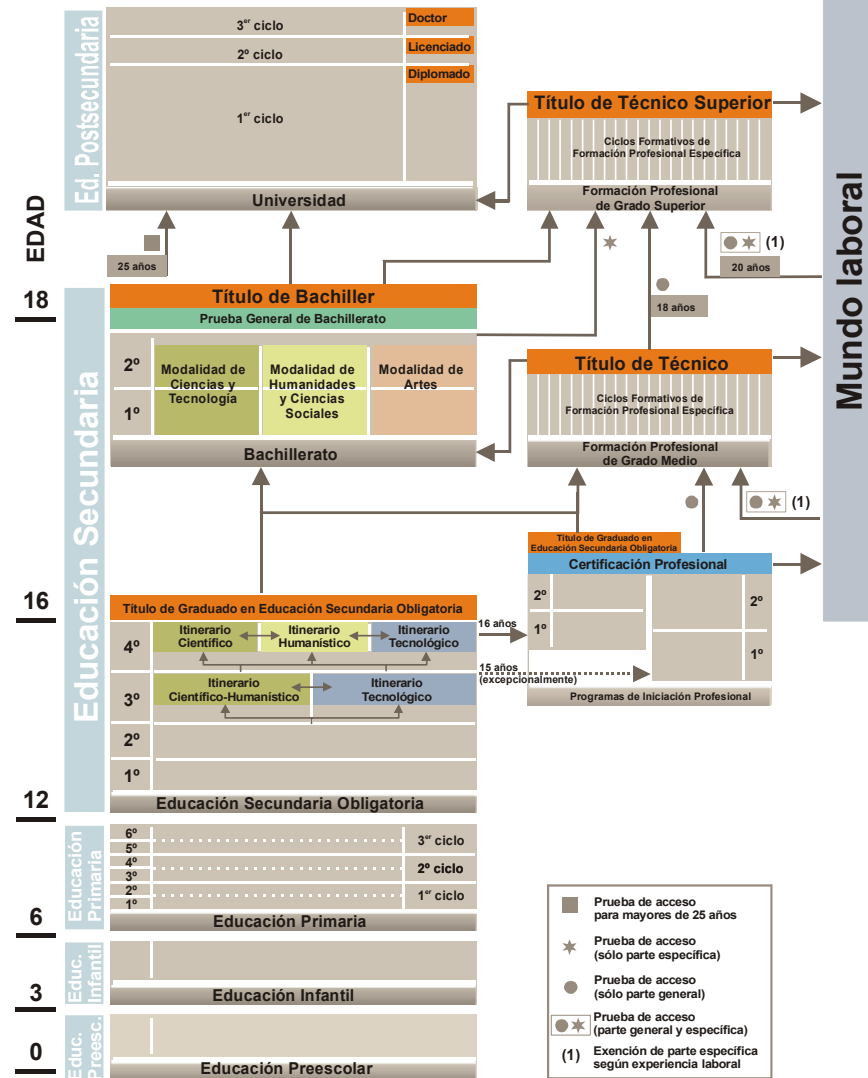 Ed. Postsecundaria
3er ciclo
Doctor
2º ciclo
Licenciado
Diplomado
1er ciclo
Universidad
Título de Técnico Superior
Ciclos Formativos de
Formación Profesional Específica
Formación Profesional
de Grado Superior
Mundo laboral
EDAD
25 años
(1)
20 años
18 años
18
Educación Secundaria
Título de Bachiller
Prueba General de Bachillerato
2º
1º
Modalidad de
Ciencias y
Tecnología
Modalidad de
Humanidades
y Ciencias
Sociales
Modalidad de
Artes
Bachillerato
Título de Técnico
Ciclos Formativos de
Formación Profesional Específica
Formación Profesional
de Grado Medio
(1)
Título de Graduado en
Educación Secundaria Obligatoria
Certificación Profesional
2º
1º
2º
1º
Programas de Iniciación Profesional
16
Título de Graduado en Educación Secundaria Obligatoria
16 años
4º
Itinerario
Científico
Itinerario
Humanístico
Itinerario
Tecnológico
15 años
(excepcionalmente)
3º
Itinerario
Científico-Humanístico
Itinerario
Tecnológico
2º
1º
12
Educación Secundaria Obligatoria
Educación
Primaria
6º
5º
3er ciclo
4º
3º
2º ciclo
2º
1º
1er ciclo
6
Educación Primaria
Educ.
Infantil
3
Educación Infantil
Educ.
Preesc.
0
Educación Preescolar
Prueba de acceso
para mayores de 25 años
Prueba de acceso
(sólo parte específica)
Prueba de acceso
(sólo parte general)
Prueba de acceso
(parte general y específica)
(1) Exención de parte específica
según experiencia laboral